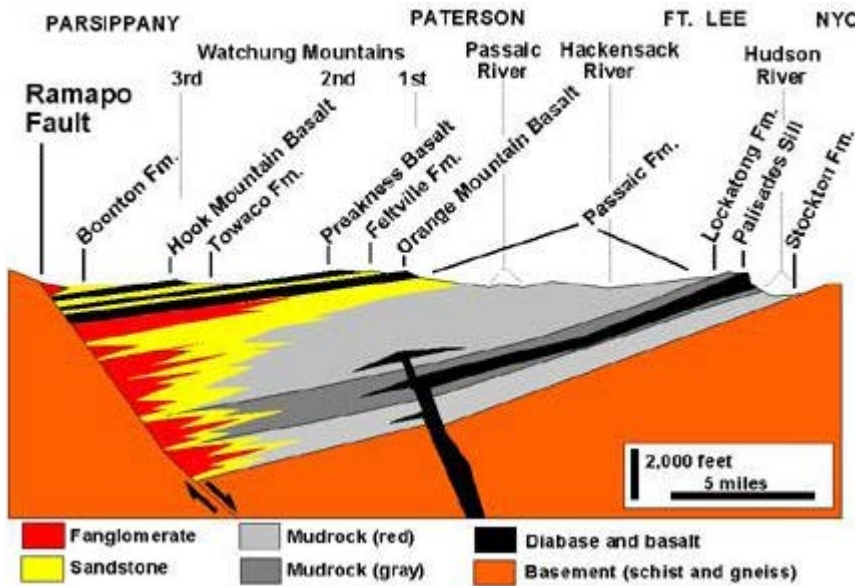 PARSIPPANY
PATERSON
FT. LEE
NYC
Watchung Mountains
3rd
2nd
1st
Passaic
River
Hackensack
River
Hudson
River
Ramapo
Fault
Boonton Fm.
Hook Mountain Basalt
Towaco Fm.
Preakness Basalt
Feltville Fm.
Orange Mountain Basalt
Passaic Fm.
Lockatong Fm.
Palisades Sill
Stockton Fm.
2,000 feet
5 miles
Fanglomerate
Mudrock (red)
Diabase and basalt
Sandstone
Mudrock (gray)
Basement (schist and gneiss)